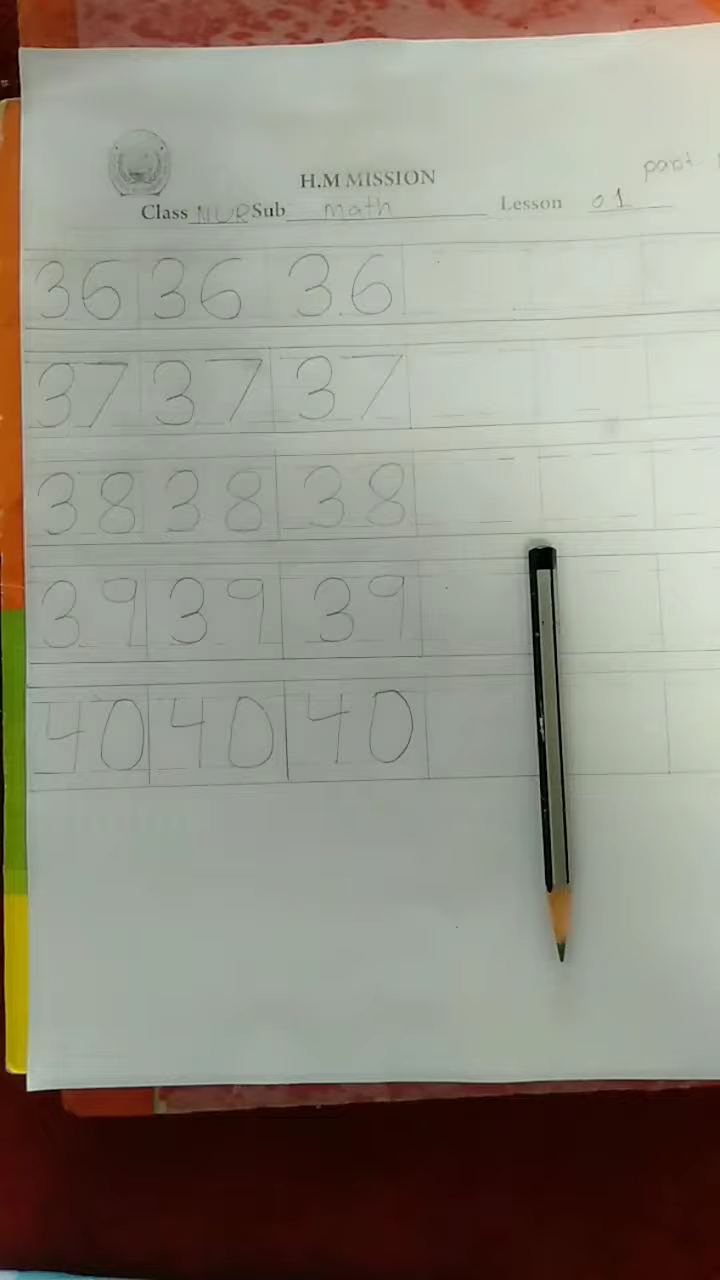 part
H.M MISSION
Class NUR Sub math Lesson 01
36 36 36
37 37 37
38 38 38
39 39 39
40 40 40